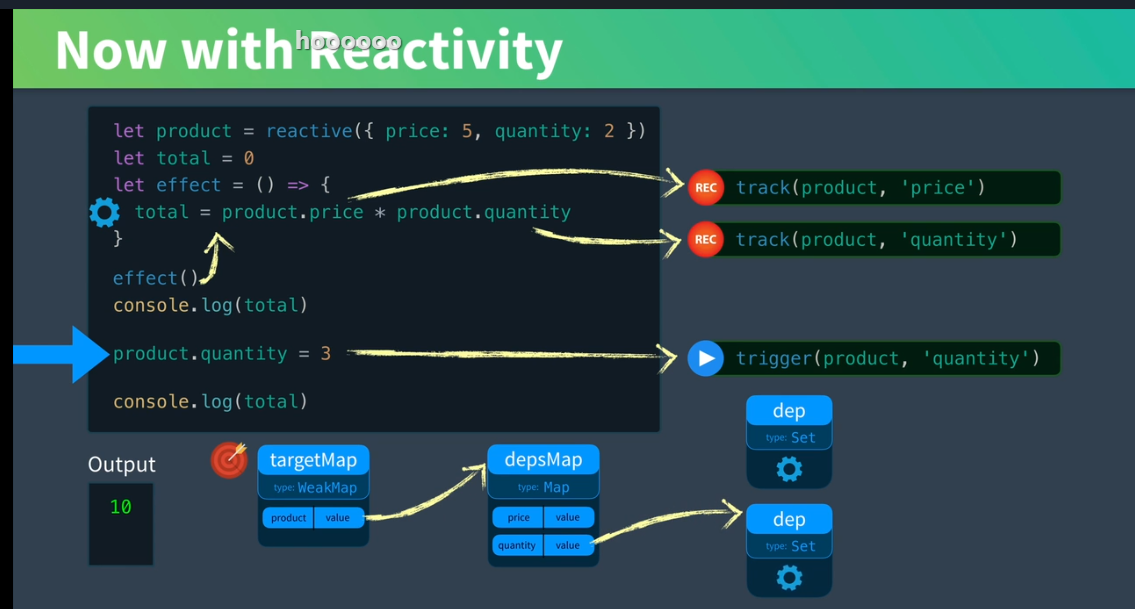 Now with Reactivity
hoooooo
let product = reactive({ price: 5, quantity: 2 })
let total = 0
let effect = () => {
total = product.price * product.quantity
}
effect()
console.log(total)
product.quantity = 3
console.log(total)
REC track(product, 'price')
REC track(product, 'quantity')
trigger(product, 'quantity')
Output
10
targetMap
type: WeakMap
product value
depsMap
type: Map
price value
quantity value
dep
type: Set
dep
type: Set